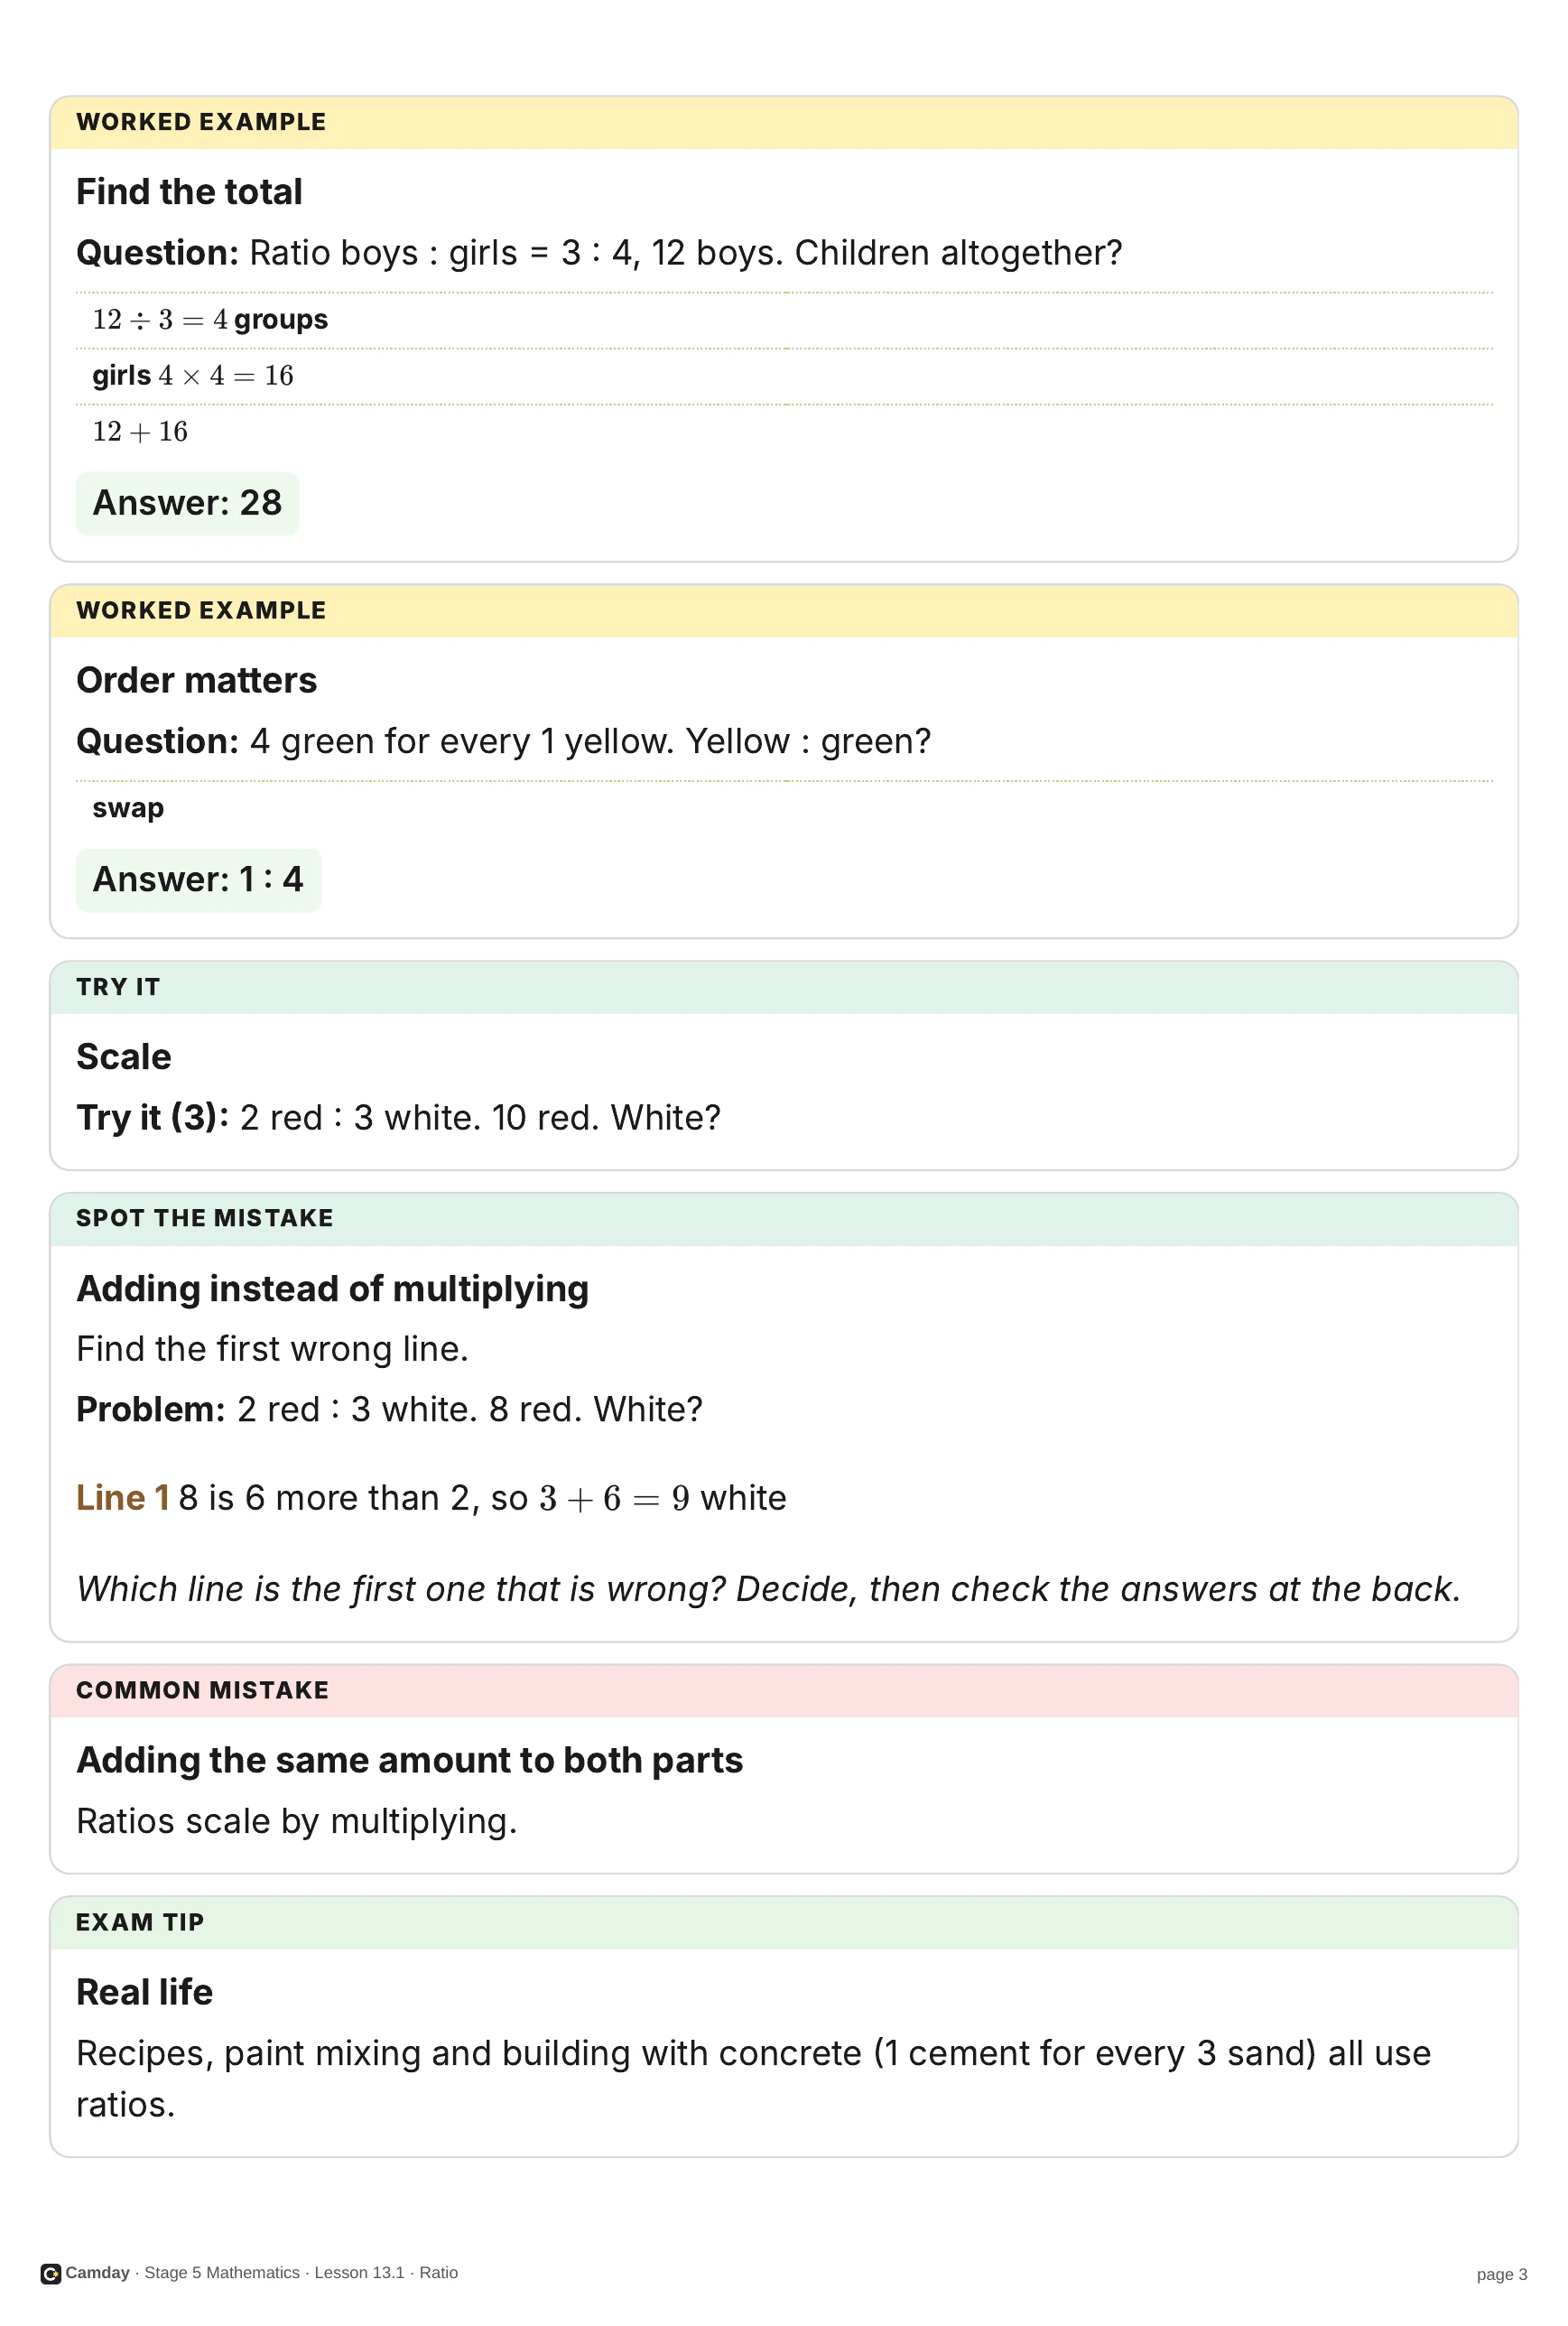 WORKED EXAMPLE
Find the total
Question: Ratio boys : girls = 3 : 4, 12 boys. Children altogether?
12 ÷ 3 = 4 groups
girls 4 × 4 = 16
12 + 16
Answer: 28
WORKED EXAMPLE
Order matters
Question: 4 green for every 1 yellow. Yellow : green?
swap
Answer: 1 : 4
TRY IT
Scale
Try it (3): 2 red : 3 white. 10 red. White?
SPOT THE MISTAKE
Adding instead of multiplying
Find the first wrong line.
Problem: 2 red : 3 white. 8 red. White?
Line 1 8 is 6 more than 2, so 3 + 6 = 9 white
Which line is the first one that is wrong? Decide, then check the answers at the back.
COMMON MISTAKE
Adding the same amount to both parts
Ratios scale by multiplying.
EXAM TIP
Real life
Recipes, paint mixing and building with concrete (1 cement for every 3 sand) all use
ratios.
Camday · Stage 5 Mathematics · Lesson 13.1 · Ratio
page 3